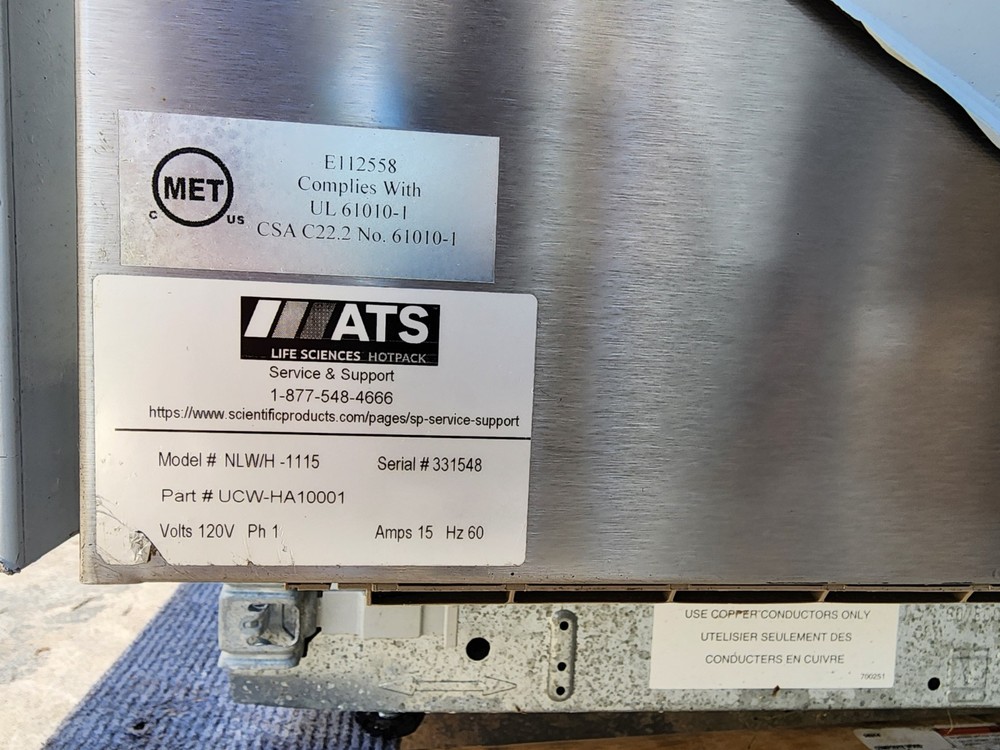 MET
C US
E112558
Complies With
UL 61010-1
CSA C22.2 No. 61010-1
ATS
LIFE SCIENCES HOTPACK
Service & Support
1-877-548-4666
https://www.scientificproducts.com/pages/sp-service-support
Model # NLW/H -1115 Serial # 331548
Part # UCW-HA10001
Volts 120V Ph 1 Amps 15 Hz 60
USE COPPER CONDUCTORS ONLY
UTELISIER SEULEMENT DES
CONDUCTERS EN CUIVRE
700251